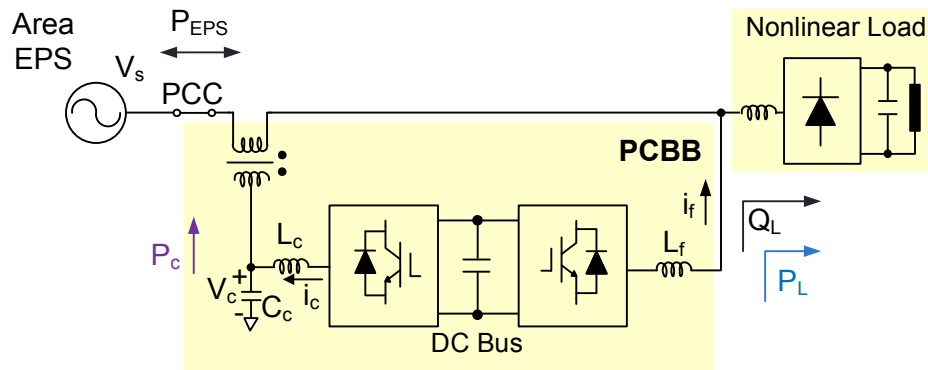 Area
EPS
P_EPS
V_s
PCC
Nonlinear Load
PCBB
P_c
L_c
V_c
+
-
C_c
i_c
i_f
L_f
Q_L
P_L
DC Bus